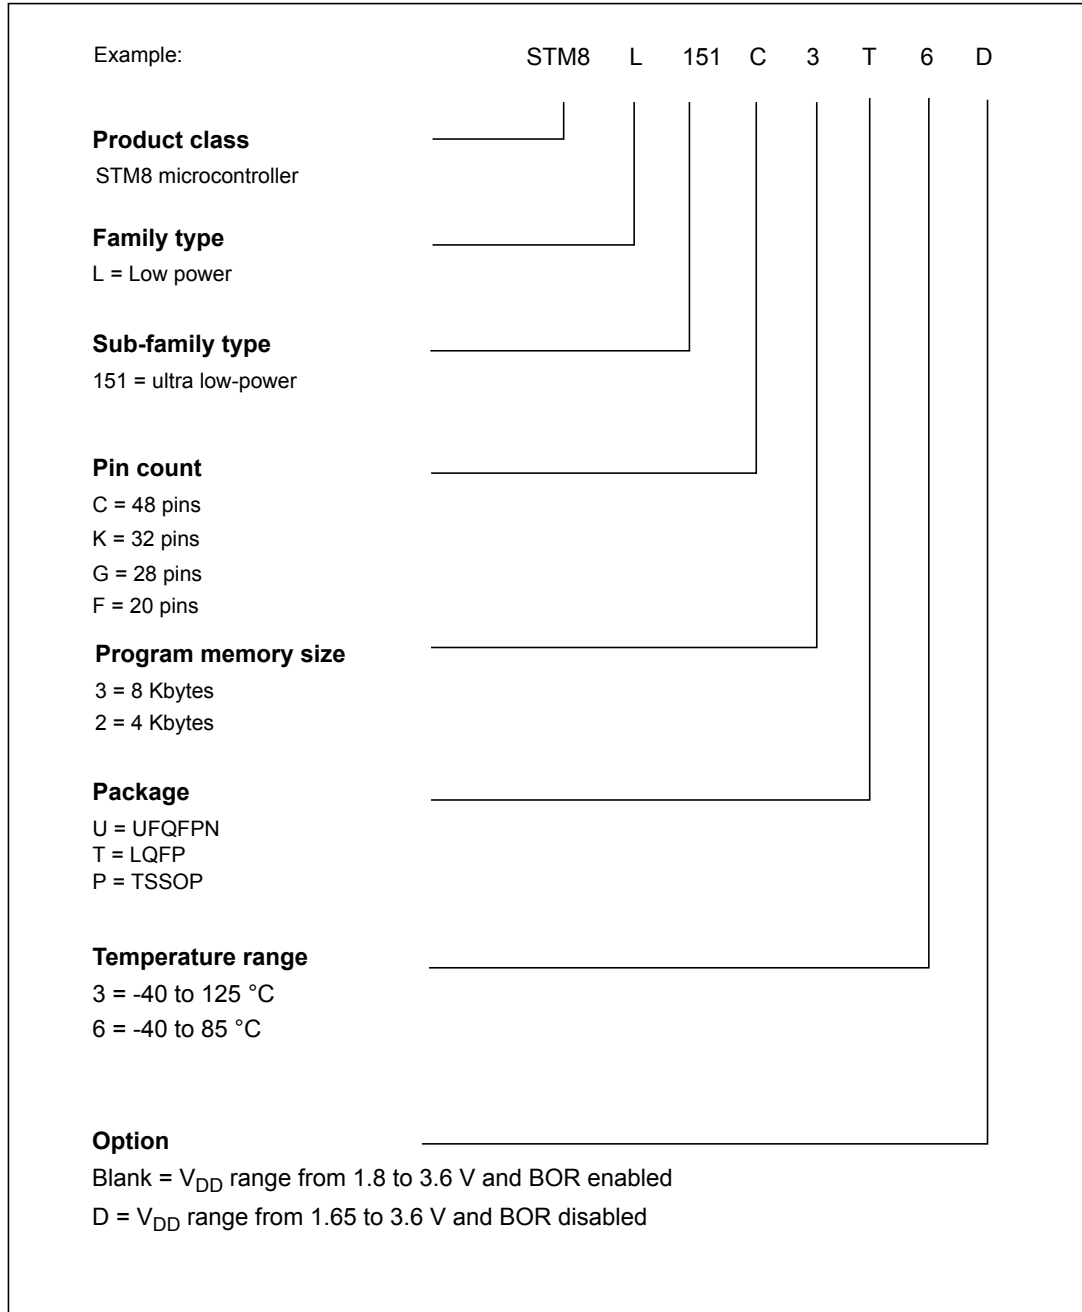 Example: STM8 L 151 C 3 T 6 D
Product class
STM8 microcontroller
Family type
L = Low power
Sub-family type
151 = ultra low-power
Pin count
C = 48 pins
K = 32 pins
G = 28 pins
F = 20 pins
Program memory size
3 = 8 Kbytes
2 = 4 Kbytes
Package
U = UFQFPN
T = LQFP
P = TSSOP
Temperature range
3 = -40 to 125 °C
6 = -40 to 85 °C
Option
Blank = VDD range from 1.8 to 3.6 V and BOR enabled
D = VDD range from 1.65 to 3.6 V and BOR disabled